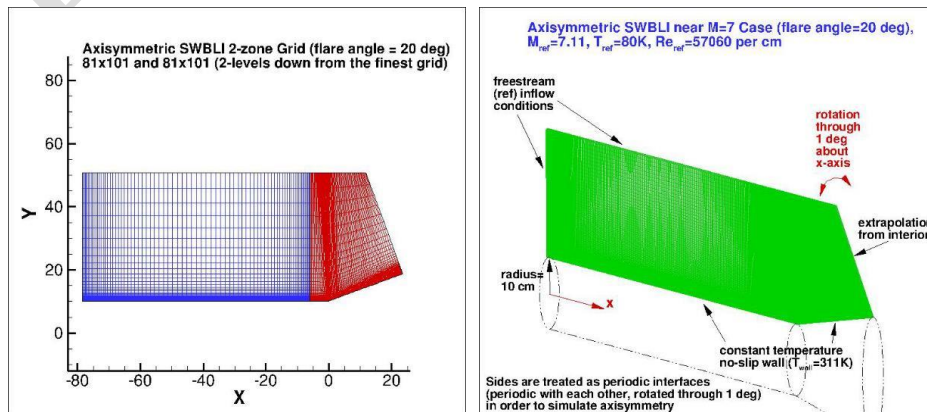 Axisymmetric SWBLI 2-zone Grid (flare angle = 20 deg)
81x101 and 81x101 (2-levels down from the finest grid)
80
60
40
20
0
Y
-80
-60
-40
-20
0
20
X
Axisymmetric SWBLI near M=7 Case (flare angle=20 deg),
M_ref=7.11, T_ref=80K, Re_ref=57060 per cm
freestream
(ref) inflow
conditions
rotation
through
1 deg
about
x-axis
extrapolation
from interior
radius=
10 cm
x
constant temperature
no-slip wall (T_wall=311K)
Sides are treated as periodic interfaces
(periodic with each other, rotated through 1 deg)
in order to simulate axisymmetry